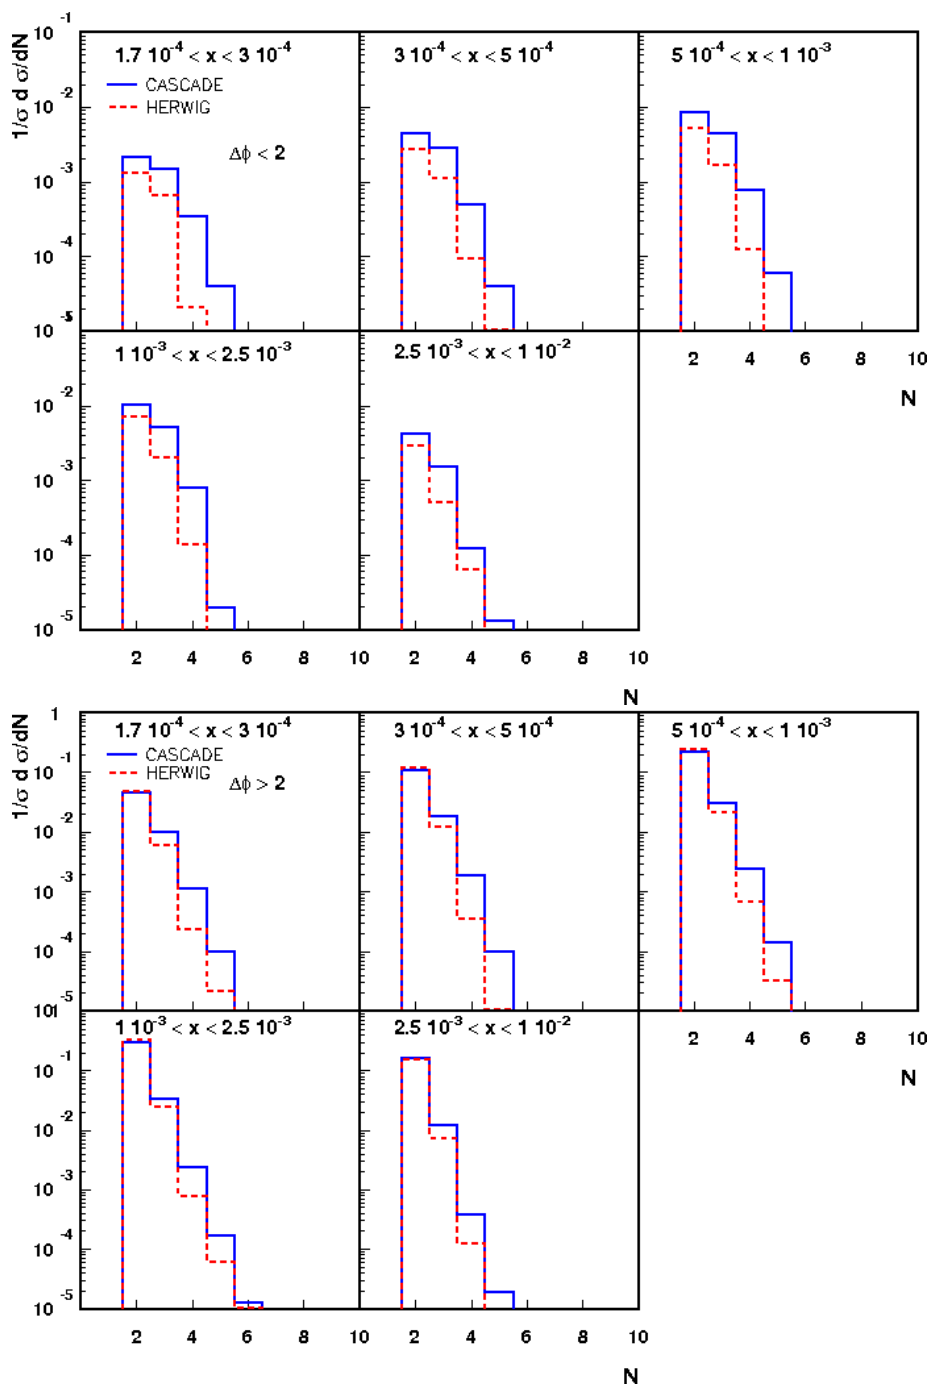 1/σ d σ/dN
10⁻¹
1.7 10⁻⁴ < x < 3 10⁻⁴
3 10⁻⁴ < x < 5 10⁻⁴
5 10⁻⁴ < x < 1 10⁻³
CASCADE
HERWIG
Δϕ < 2
10⁻²
10⁻³
10⁻⁴
10⁻⁵
1 10⁻³ < x < 2.5 10⁻³
2.5 10⁻³ < x < 1 10⁻²
2 4 6 8 10
N
10⁻²
10⁻³
10⁻⁴
10⁻⁵
2 4 6 8 10 2 4 6 8 10
N
1/σ d σ/dN
1
1.7 10⁻⁴ < x < 3 10⁻⁴
3 10⁻⁴ < x < 5 10⁻⁴
5 10⁻⁴ < x < 1 10⁻³
CASCADE
HERWIG
Δϕ > 2
10⁻¹
10⁻²
10⁻³
10⁻⁴
10⁻⁵
1
1 10⁻³ < x < 2.5 10⁻³
2.5 10⁻³ < x < 1 10⁻²
2 4 6 8 10
N
10⁻¹
10⁻²
10⁻³
10⁻⁴
10⁻⁵
2 4 6 8 10 2 4 6 8 10
N